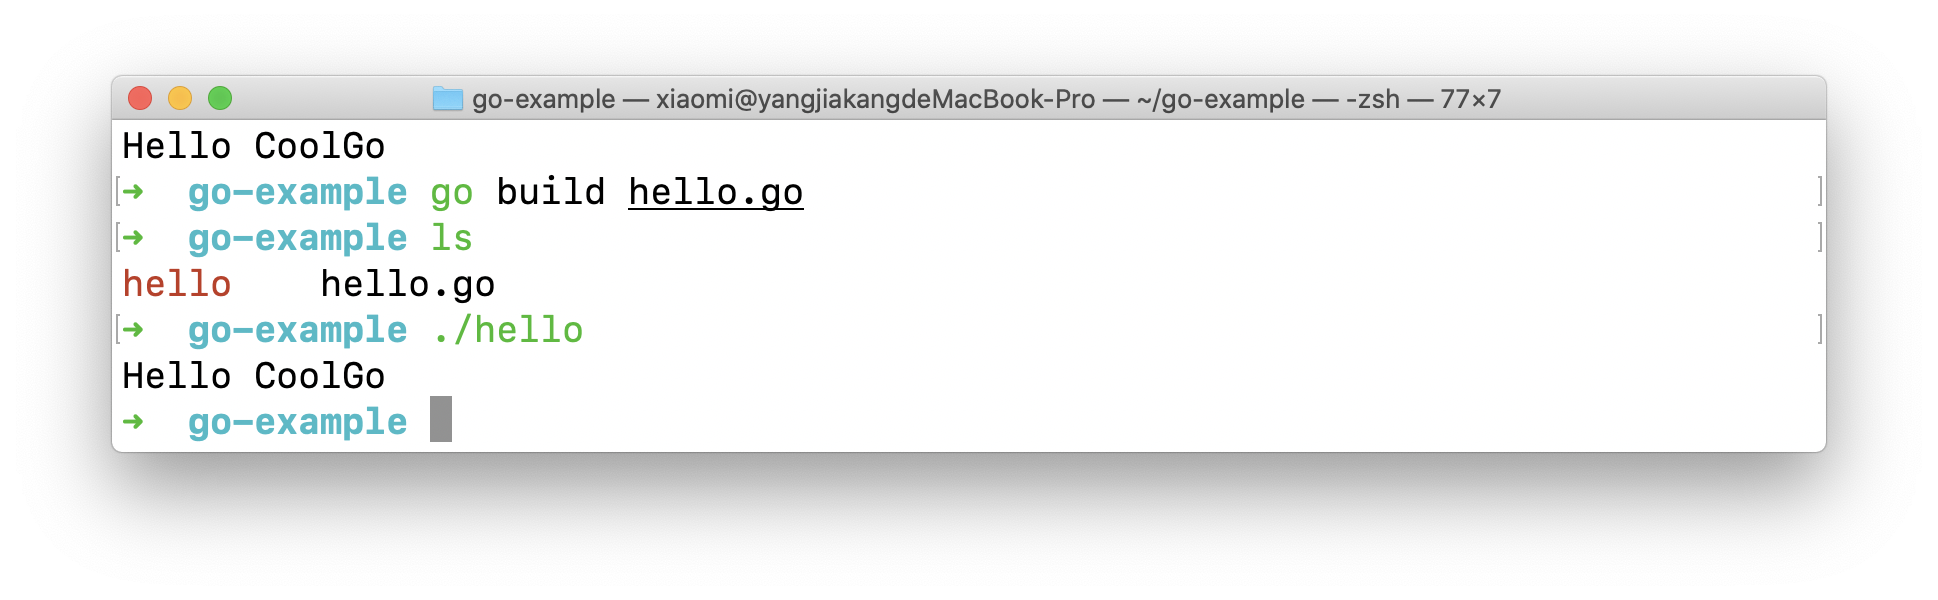 go-example — xiaomi@yangjiakangdeMacBook-Pro — ~/go-example — -zsh — 77×7
Hello CoolGo
[➜  go-example go build hello.go ]
[➜  go-example ls ]
hello    hello.go
[➜  go-example ./hello ]
Hello CoolGo
➜  go-example